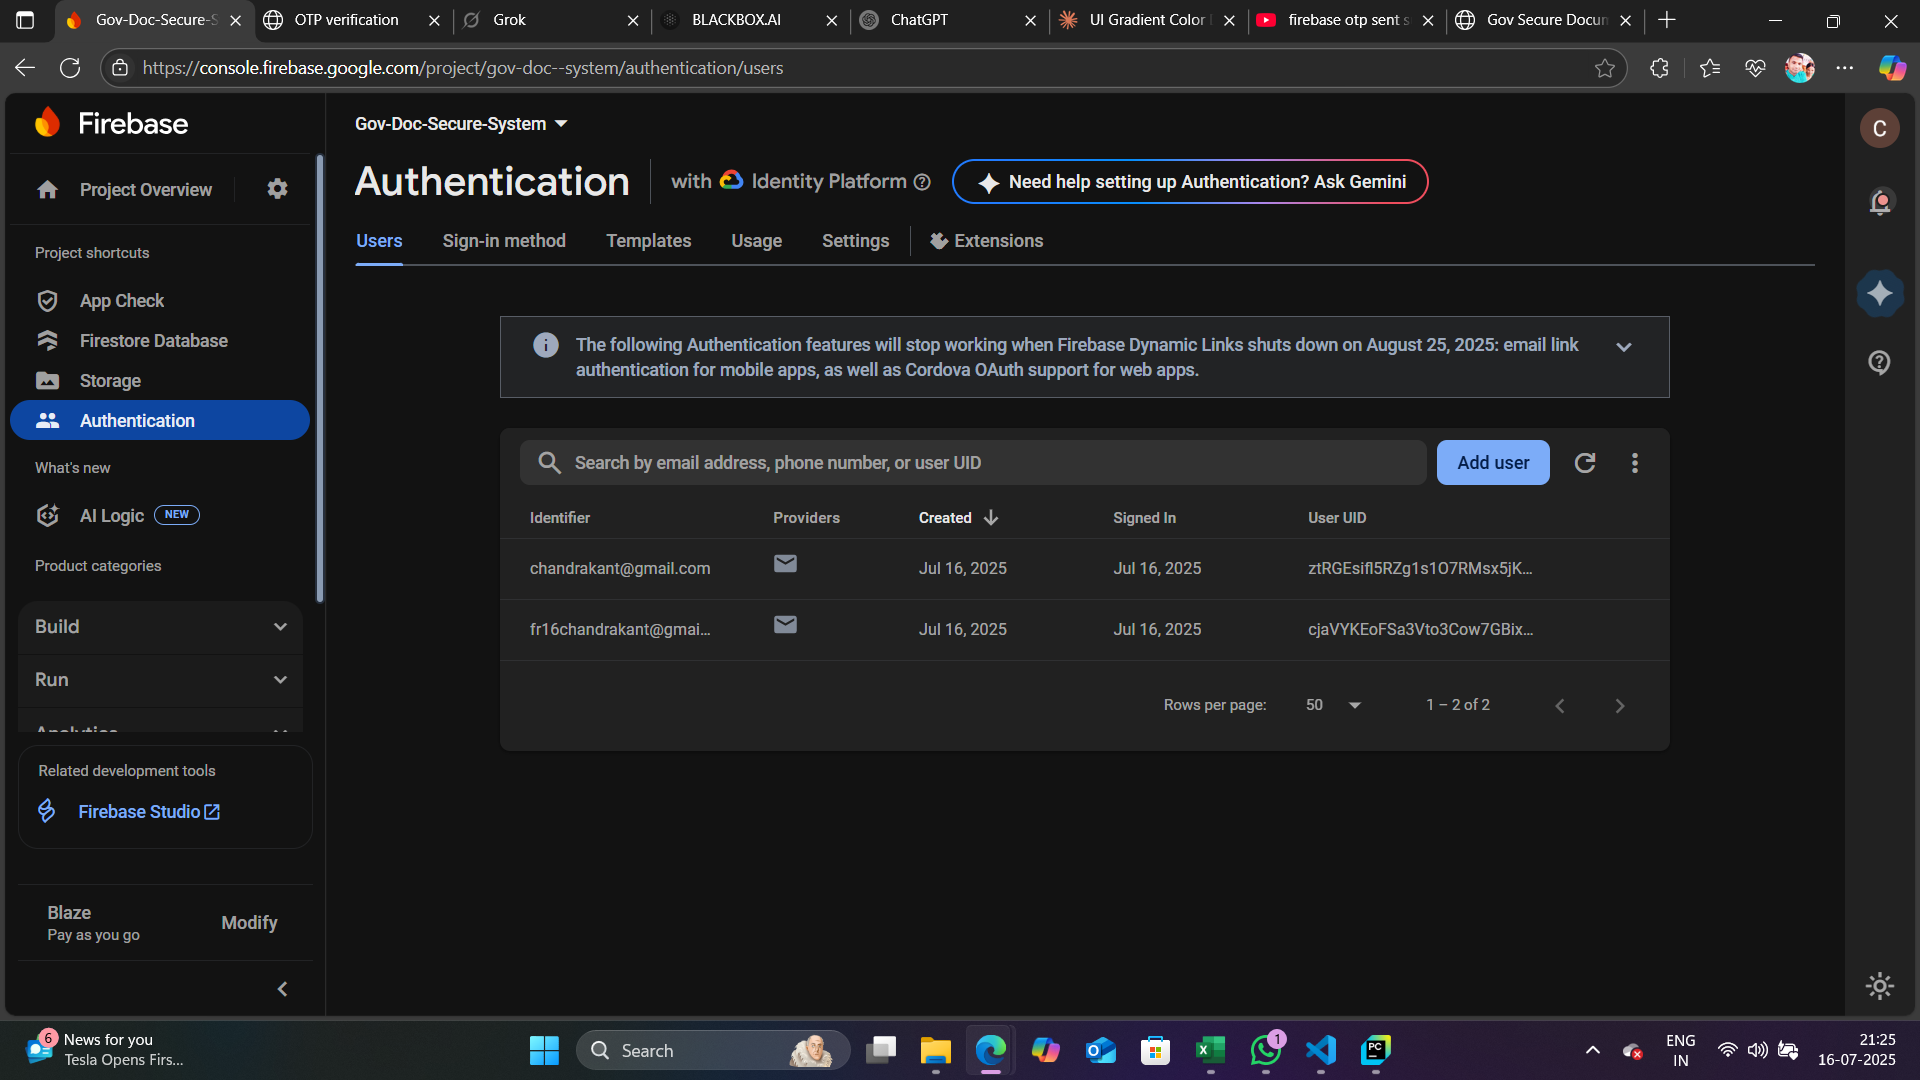 Gov-Doc-Secure-S
OTP verification
Grok
BLACKBOX.AI
ChatGPT
UI Gradient Color
firebase otp sent s
Gov Secure Docum
https://console.firebase.google.com/project/gov-doc--system/authentication/users
Firebase
Gov-Doc-Secure-System
C
Project Overview
Authentication
with Identity Platform
Need help setting up Authentication? Ask Gemini
Users
Sign-in method
Templates
Usage
Settings
Extensions
Project shortcuts
App Check
Firestore Database
Storage
Authentication
What's new
AI Logic NEW
Product categories
Build
Run
Analytics
Related development tools
Firebase Studio
Blaze
Pay as you go
Modify
The following Authentication features will stop working when Firebase Dynamic Links shuts down on August 25, 2025: email link
authentication for mobile apps, as well as Cordova OAuth support for web apps.
Search by email address, phone number, or user UID
Add user
Identifier
Providers
Created
Signed In
User UID
chandrakant@gmail.com
Jul 16, 2025
Jul 16, 2025
ztRGEsifl5RZg1s1O7RMsx5jK...
fr16chandrakant@gmai...
Jul 16, 2025
Jul 16, 2025
cjaVYKEoFSa3Vto3Cow7GBix...
Rows per page:
50
1 – 2 of 2
6
News for you
Tesla Opens Firs...
Search
1
PC
ENG
IN
21:25
16-07-2025